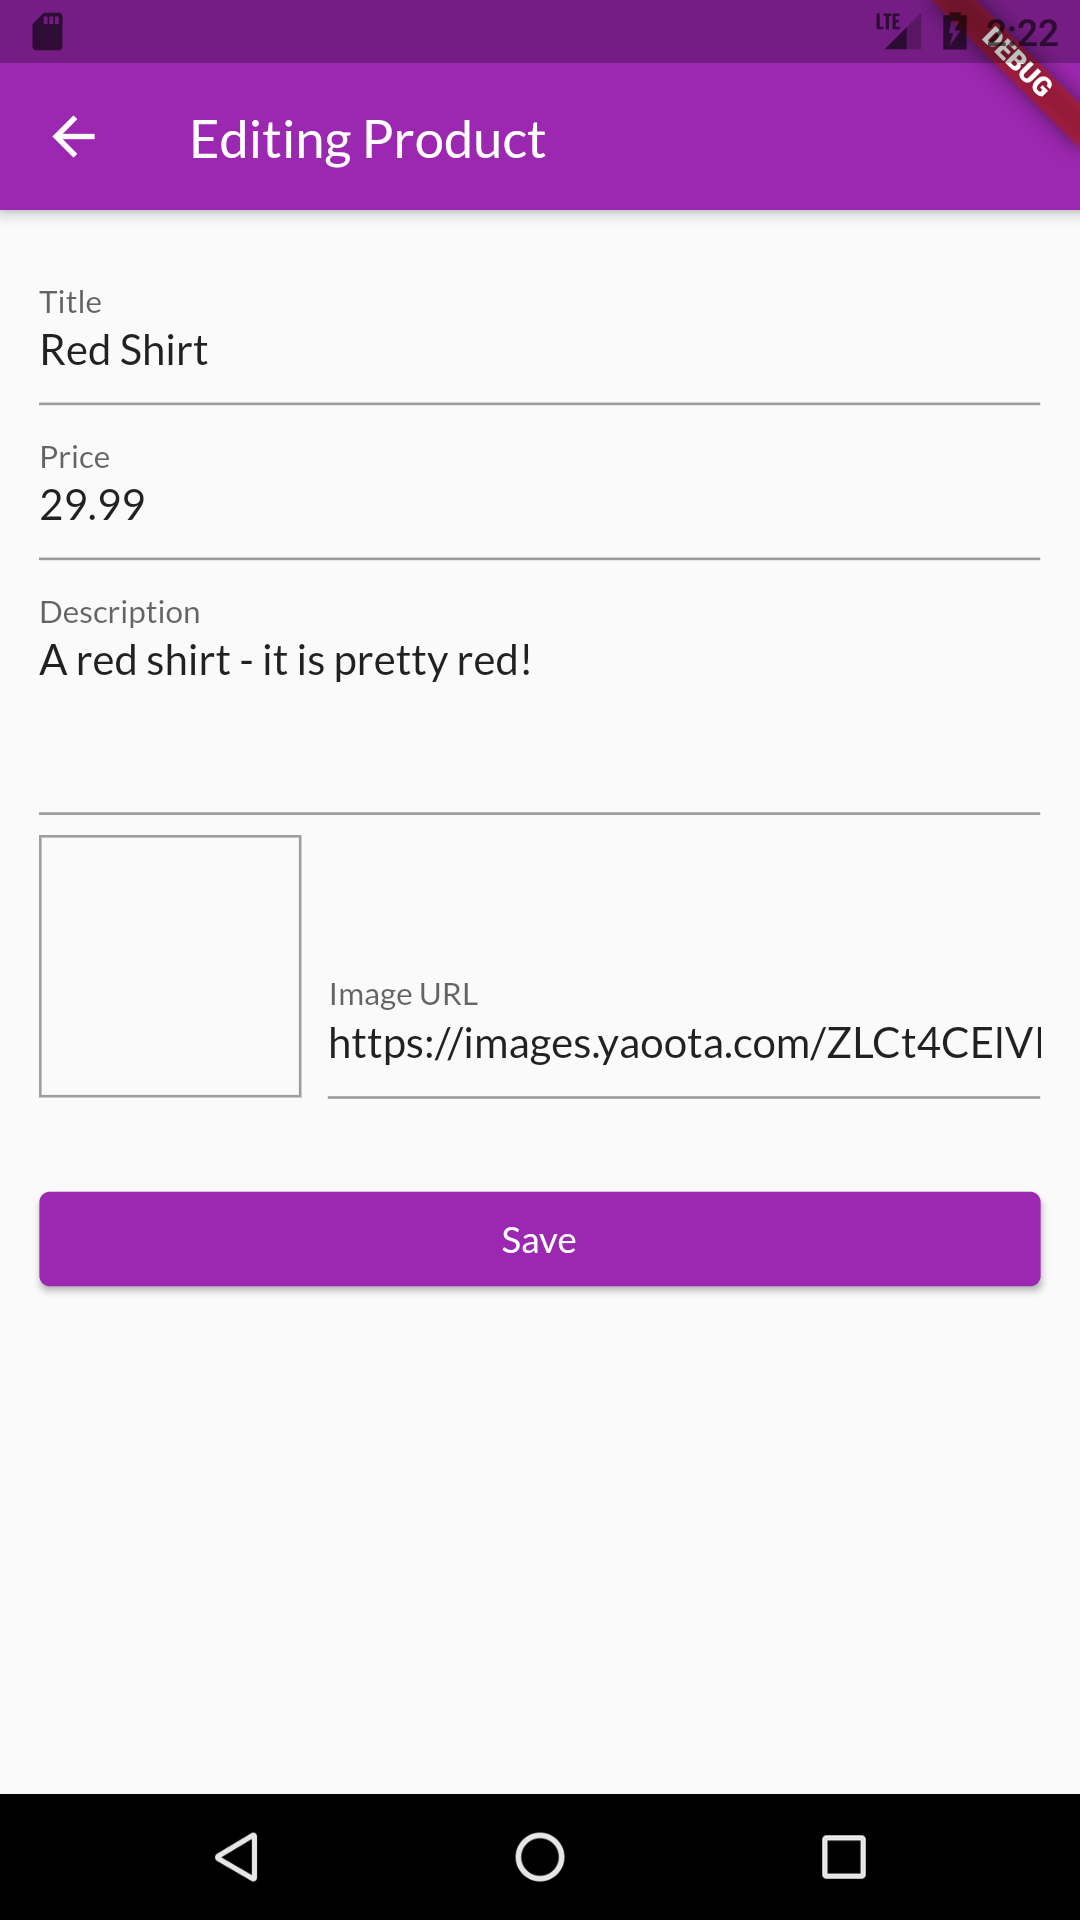 LTE
2:22
DEBUG
Editing Product
Title
Red Shirt
Price
29.99
Description
A red shirt - it is pretty red!
Image URL
https://images.yaoota.com/ZLCt4CEIVI
Save